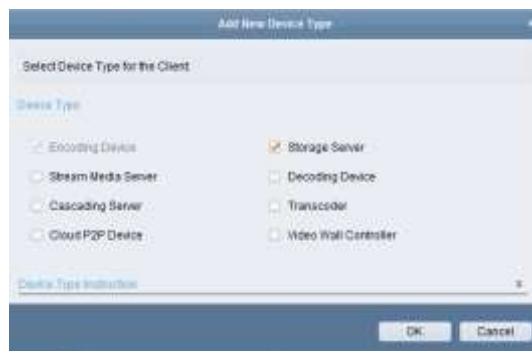 Add New Device Type
Select Device Type for the Client
Device Type
Encoding Device
Storage Server
Stream Media Server
Decoding Device
Cascading Server
Transcoder
Cloud P2P Device
Video Wall Controller
Device Type Instruction
OK
Cancel